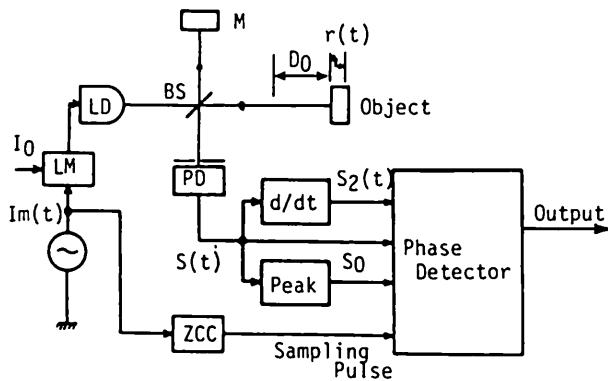 M
r(t)
D0
LD
BS
Object
I0
LM
PD
Im(t)
d/dt
S2(t)
Output
S(t)
Phase
Detector
Peak
S0
ZCC
Sampling
Pulse